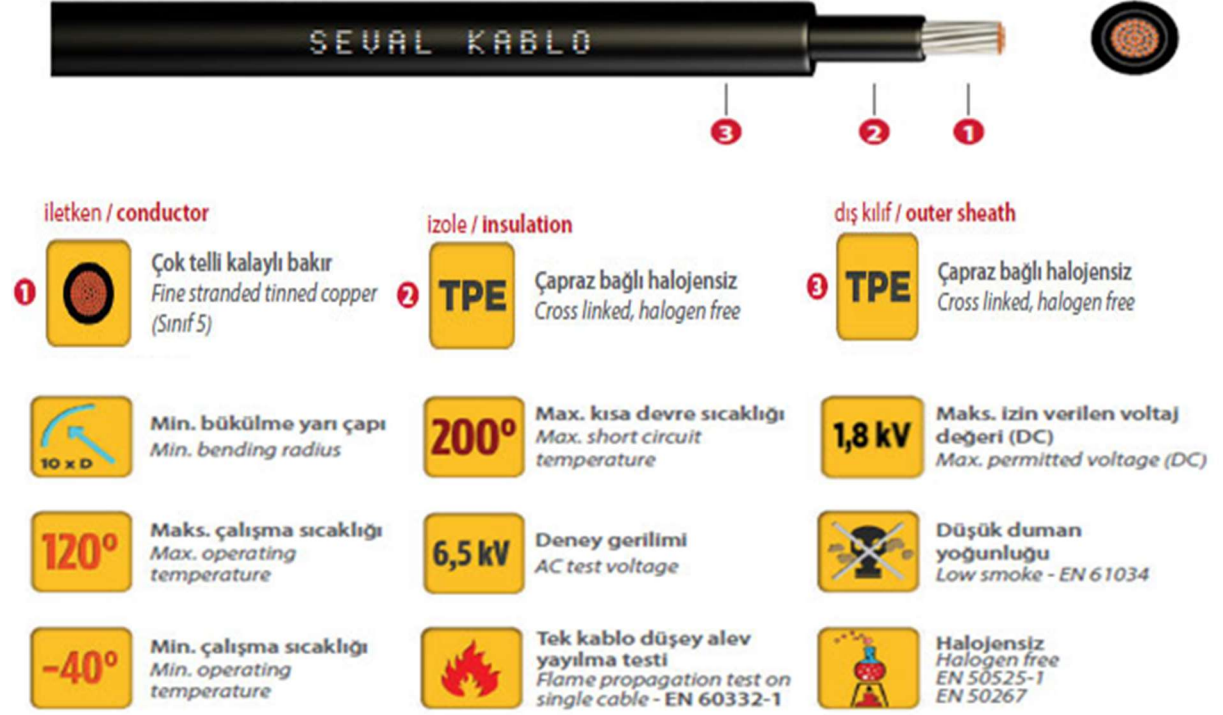 SEVAL KABLO
3
2
1
iletken / conductor
1
Çok telli kalaylı bakır
Fine stranded tinned copper
(Sınıf 5)
izole / insulation
2
TPE
Çapraz bağlı halojensiz
Cross linked, halogen free
dış kılıf / outer sheath
3
TPE
Çapraz bağlı halojensiz
Cross linked, halogen free
10 x D
Min. bükülme yarı çapı
Min. bending radius
200°
Max. kısa devre sıcaklığı
Max. short circuit
temperature
1,8 kV
Maks. izin verilen voltaj
değeri (DC)
Max. permitted voltage (DC)
120°
Maks. çalışma sıcaklığı
Max. operating
temperature
6,5 kV
Deney gerilimi
AC test voltage
Düşük duman
yoğunluğu
Low smoke - EN 61034
-40°
Min. çalışma sıcaklığı
Min. operating
temperature
Tek kablo düşey alev
yayılma testi
Flame propagation test on
single cable - EN 60332-1
Halojensiz
Halogen free
EN 50525-1
EN 50267